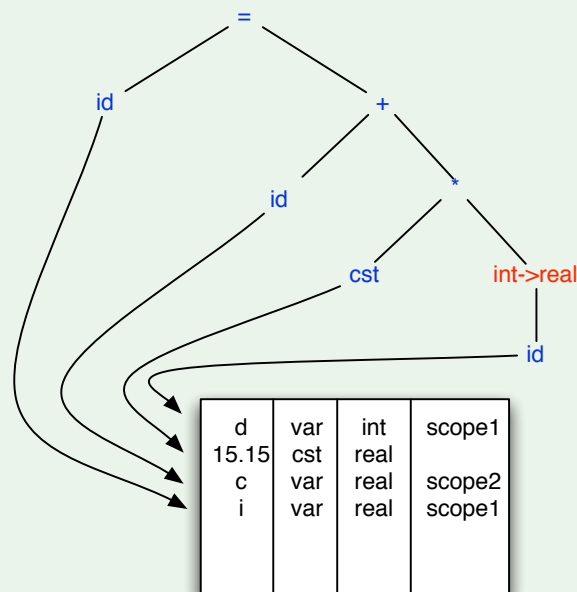 =
id
+
id
*
cst
int->real
id
d var int scope1
15.15 cst real
c var real scope2
i var real scope1